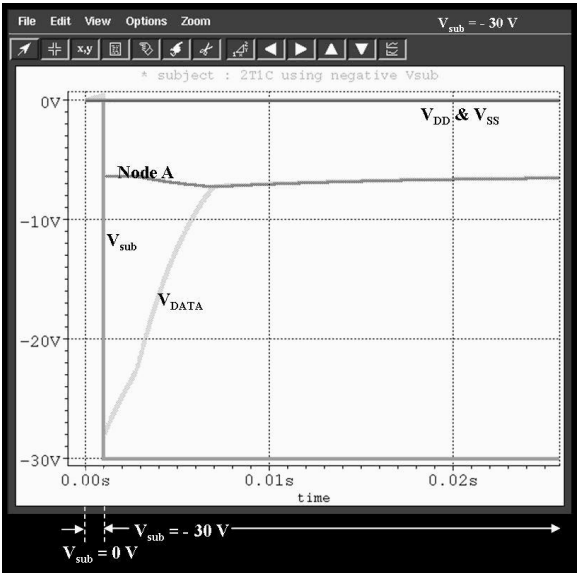 File Edit View Options Zoom
V_sub = - 30 V
x,y
* subject : 2T1C using negative Vsub
0V
V_DD & V_SS
Node A
-10V
V_sub
V_DATA
-20V
-30V
0.00s 0.01s 0.02s
time
V_sub = - 30 V
V_sub = 0 V